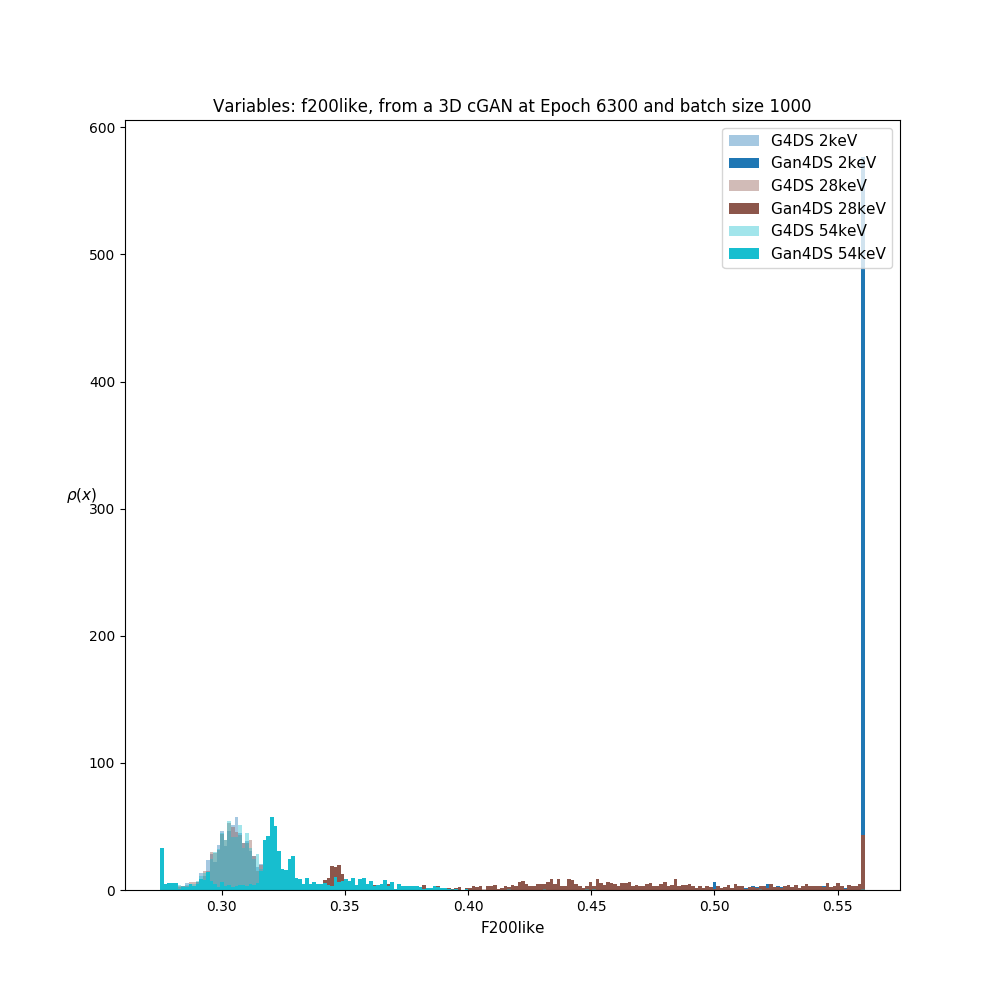 Variables: f200like, from a 3D cGAN at Epoch 6300 and batch size 1000
600
500
400
300
200
100
0
ρ(x)
G4DS 2keV
Gan4DS 2keV
G4DS 28keV
Gan4DS 28keV
G4DS 54keV
Gan4DS 54keV
0.30 0.35 0.40 0.45 0.50 0.55
F200like